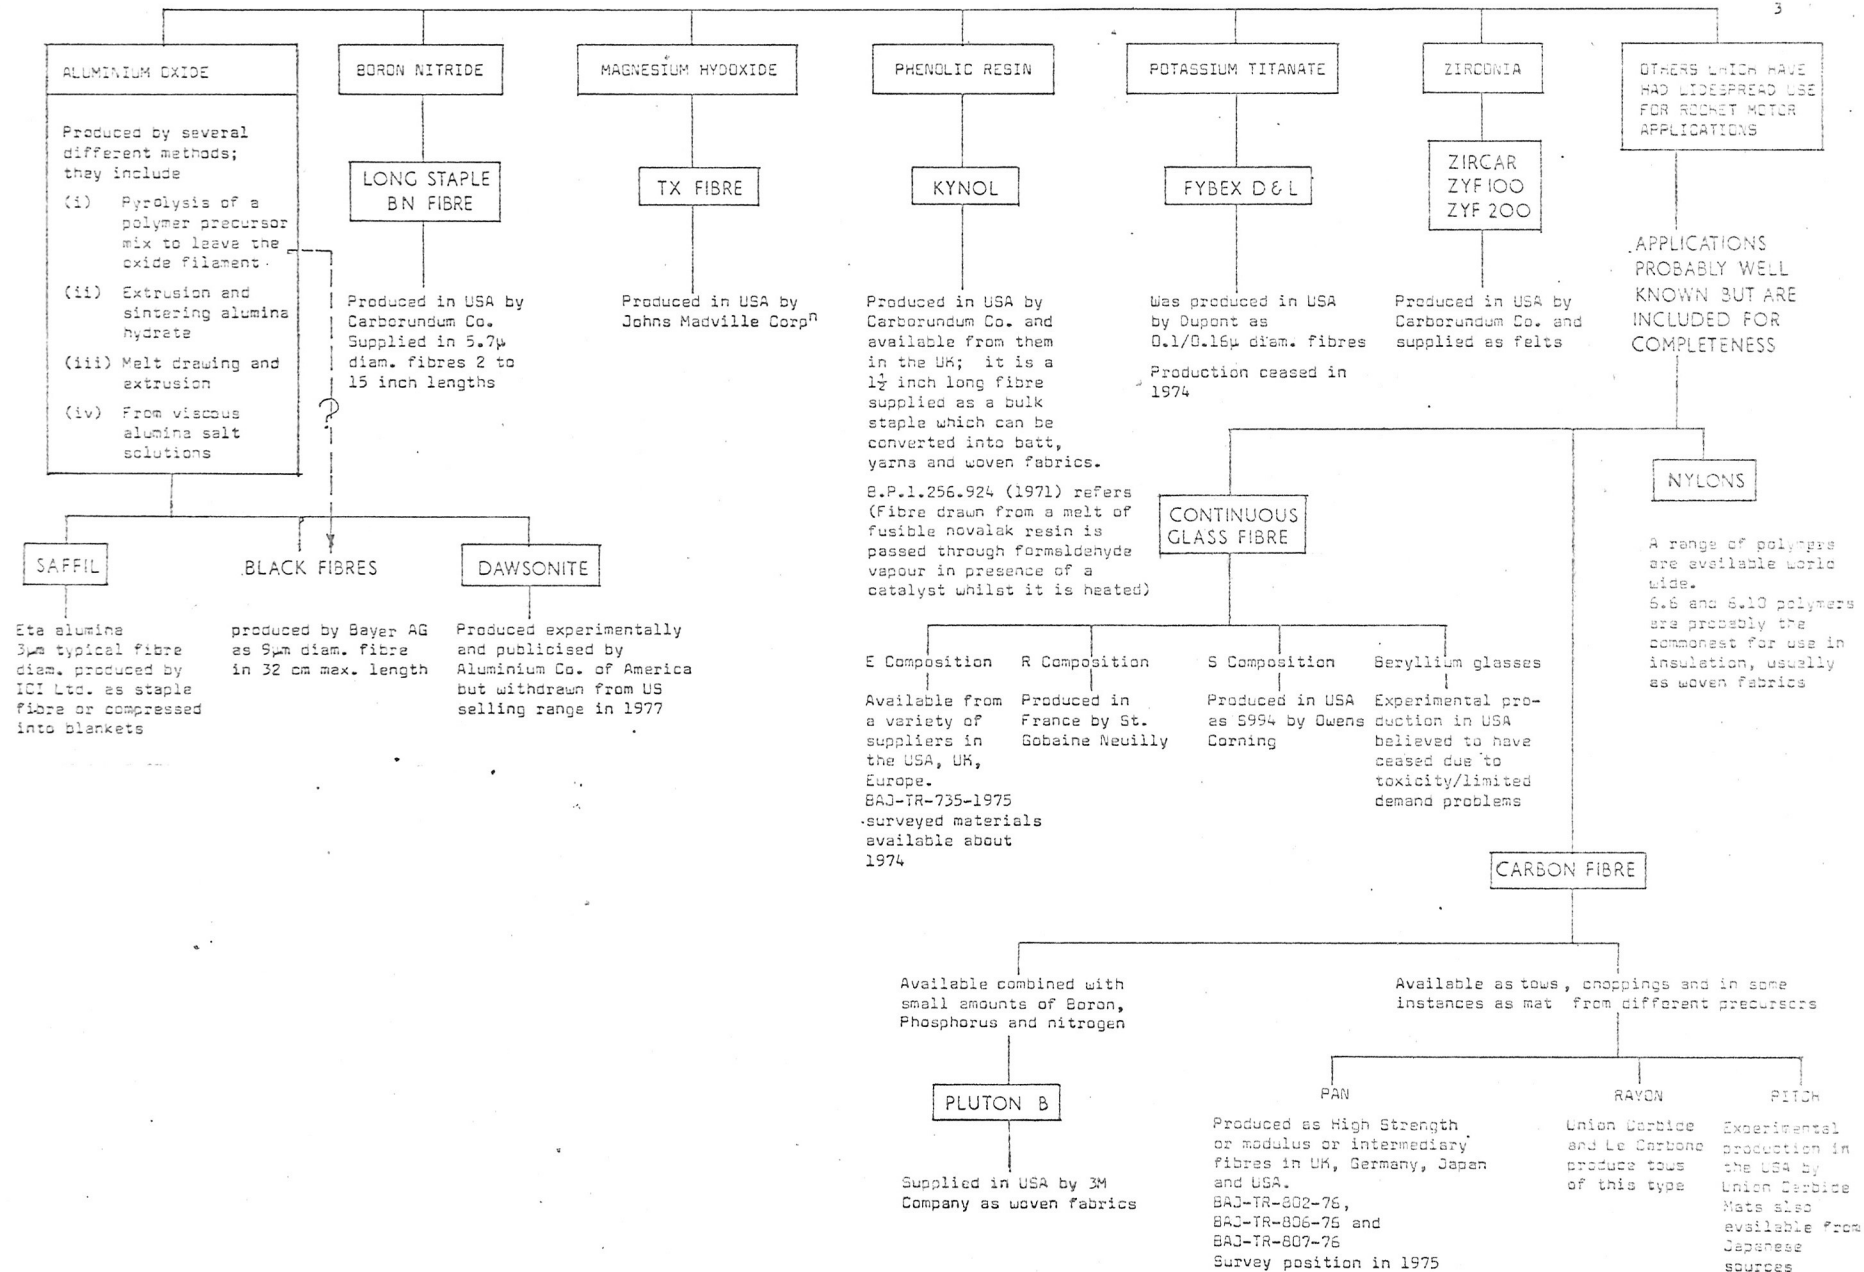 3
ALUMINIUM OXIDE
Produced by several
different methods;
they include
(i) Pyrolysis of a
polymer precursor
mix to leave the
oxide filament.
(ii) Extrusion and
sintering alumina
hydrate
(iii) Melt drawing and
extrusion
(iv) From viscous
alumina salt
solutions
?
SAFFIL
Eta alumina
3µm typical fibre
diam. produced by
ICI Ltd. as staple
fibre or compressed
into blankets
BLACK FIBRES
produced by Bayer AG
as 9µm diam. fibre
in 32 cm max. length
DAWSONITE
Produced experimentally
and publicised by
Aluminium Co. of America
but withdrawn from US
selling range in 1977
BORON NITRIDE
LONG STAPLE
BN FIBRE
Produced in USA by
Carborundum Co.
Supplied in 5.7µ
diam. fibres 2 to
15 inch lengths
MAGNESIUM HYDOXIDE
TX FIBRE
Produced in USA by
Johns Madville Corpn
PHENOLIC RESIN
KYNOL
Produced in USA by
Carborundum Co. and
available from them
in the UK; it is a
1½ inch long fibre
supplied as a bulk
staple which can be
converted into batt,
yarns and woven fabrics.
B.P.1.256.924 (1971) refers
(Fibre drawn from a melt of
fusible novalak resin is
passed through formaldehyde
vapour in presence of a
catalyst whilst it is heated)
POTASSIUM TITANATE
FYBEX D & L
Was produced in USA
by Dupont as
0.1/0.16µ diam. fibres
Production ceased in
1974
ZIRCONIA
ZIRCAR
ZYF 100
ZYF 200
Produced in USA by
Carborundum Co. and
supplied as felts
OTHERS WHICH HAVE
HAD WIDESPREAD USE
FOR ROCKET MOTOR
APPLICATIONS
APPLICATIONS
PROBABLY WELL
KNOWN BUT ARE
INCLUDED FOR
COMPLETENESS
CONTINUOUS
GLASS FIBRE
E Composition
Available from
a variety of
suppliers in
the USA, UK,
Europe.
BAJ-TR-735-1975
surveyed materials
available about
1974
R Composition
Produced in
France by St.
Gobaine Neuilly
S Composition
Produced in USA
as S994 by Owens
Corning
Beryllium glasses
Experimental pro-
duction in USA
believed to have
ceased due to
toxicity/limited
demand problems
NYLONS
A range of polymers
are available world
wide.
6.6 and 6.10 polymers
are probably the
commonest for use in
insulation, usually
as woven fabrics
CARBON FIBRE
Available combined with
small amounts of Boron,
Phosphorus and nitrogen
PLUTON B
Supplied in USA by 3M
Company as woven fabrics
Available as tows, choppings and in some
instances as mat from different precursors
PAN
Produced as High Strength
or modulus or intermediary
fibres in UK, Germany, Japan
and USA.
BAJ-TR-802-76,
BAJ-TR-806-76 and
BAJ-TR-807-76
Survey position in 1975
RAYON
Union Carbide
and Le Carbone
produce tows
of this type
PITCH
Experimental
production in
the USA by
Union Carbide
Mats also
available from
Japanese
sources